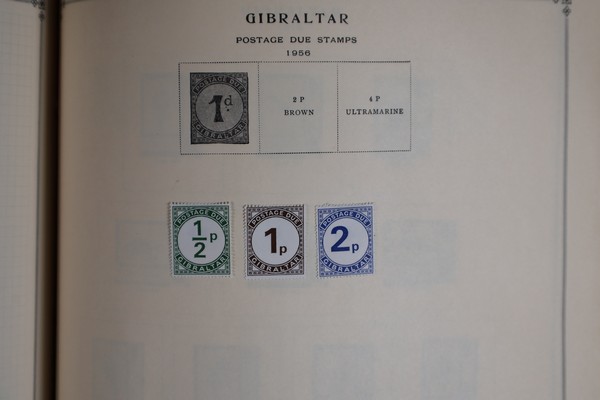 GIBRALTAR
POSTAGE DUE STAMPS
1956
POSTAGE DUE
1d.
GIBRALTAR
2 P
BROWN
4 P
ULTRAMARINE
POSTAGE DUE
1/2 p
GIBRALTAR
POSTAGE DUE
1p
GIBRALTAR
POSTAGE DUE
2p
GIBRALTAR